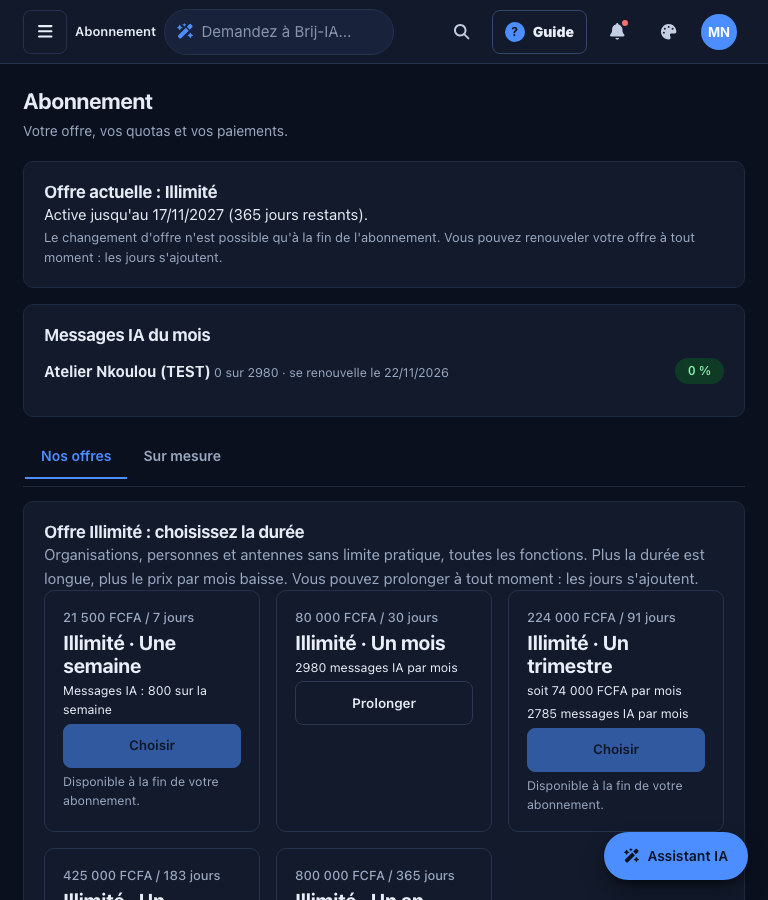 Abonnement
Demandez à Brij-IA...
? Guide
MN
Abonnement
Votre offre, vos quotas et vos paiements.
Offre actuelle : Illimité
Active jusqu'au 17/11/2027 (365 jours restants).
Le changement d'offre n'est possible qu'à la fin de l'abonnement. Vous pouvez renouveler votre offre à tout
moment : les jours s'ajoutent.
Messages IA du mois
Atelier Nkoulou (TEST) 0 sur 2980 · se renouvelle le 22/11/2026
0 %
Nos offres
Sur mesure
Offre Illimité : choisissez la durée
Organisations, personnes et antennes sans limite pratique, toutes les fonctions. Plus la durée est
longue, plus le prix par mois baisse. Vous pouvez prolonger à tout moment : les jours s'ajoutent.
21 500 FCFA / 7 jours
Illimité · Une
semaine
Messages IA : 800 sur la
semaine
Choisir
Disponible à la fin de votre
abonnement.
80 000 FCFA / 30 jours
Illimité · Un mois
2980 messages IA par mois
Prolonger
224 000 FCFA / 91 jours
Illimité · Un
trimestre
soit 74 000 FCFA par mois
2785 messages IA par mois
Choisir
Disponible à la fin de votre
abonnement.
425 000 FCFA / 183 jours
Illimité · Un
800 000 FCFA / 365 jours
Illimité · Un an
Assistant IA